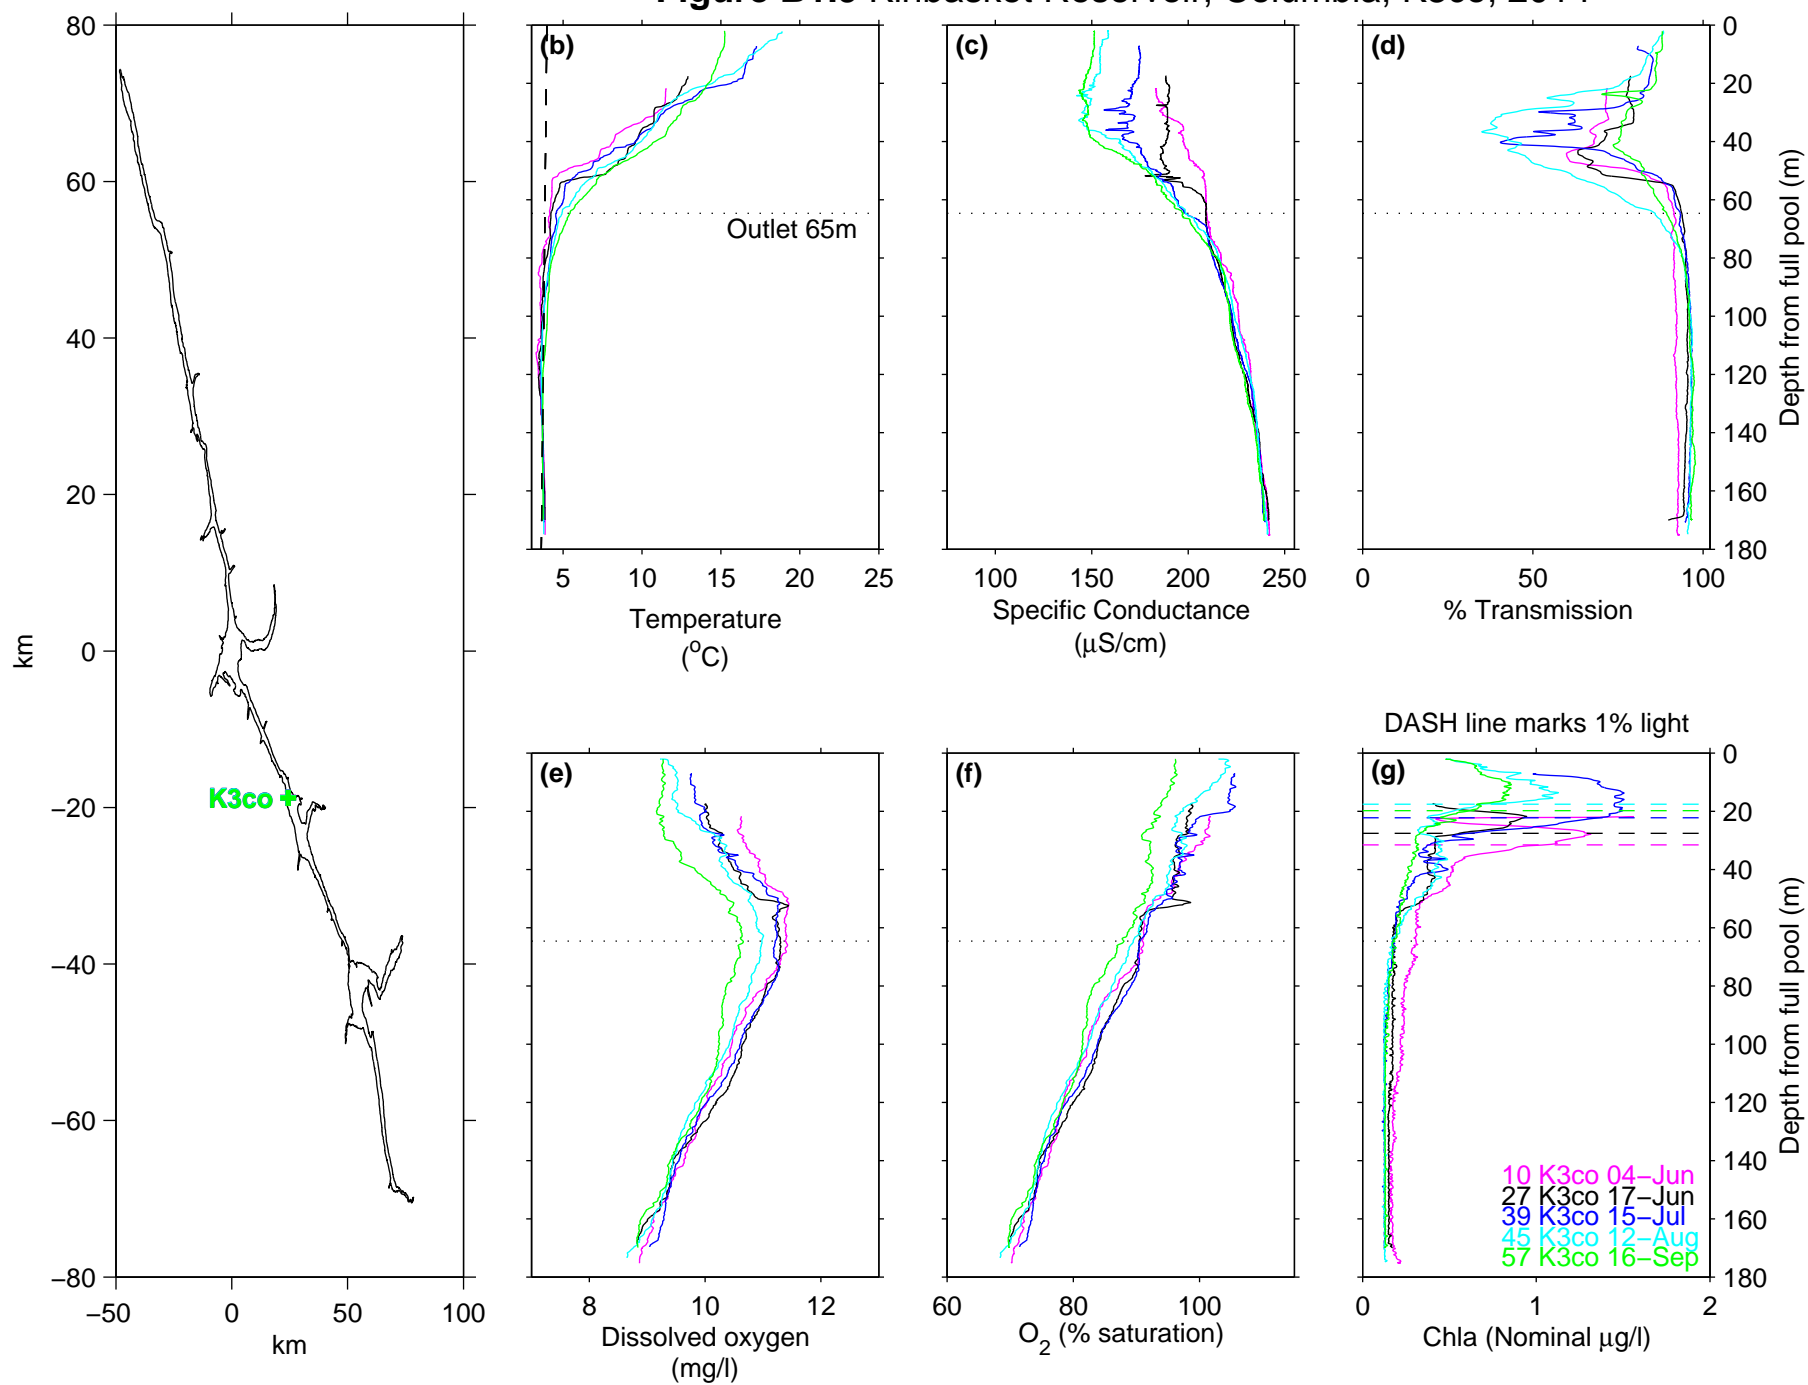 80
60
40
20
0
−20
−40
−60
−80
km
−50
0
50
100
km
K3co
(b)
Outlet 65m
5
10
15
20
25
Temperature
(oC)
(c)
100
150
200
250
Specific Conductance
(μS/cm)
(d)
0
50
100
% Transmission
0
20
40
60
80
100
120
140
160
180
Depth from full pool (m)
(e)
8
10
12
Dissolved oxygen
(mg/l)
(f)
60
80
100
O2 (% saturation)
DASH line marks 1% light
(g)
10 K3co 04−Jun
27 K3co 17−Jun
39 K3co 15−Jul
45 K3co 12−Aug
57 K3co 16−Sep
0
1
2
Chla (Nominal μg/l)
0
20
40
60
80
100
120
140
160
180
Depth from full pool (m)